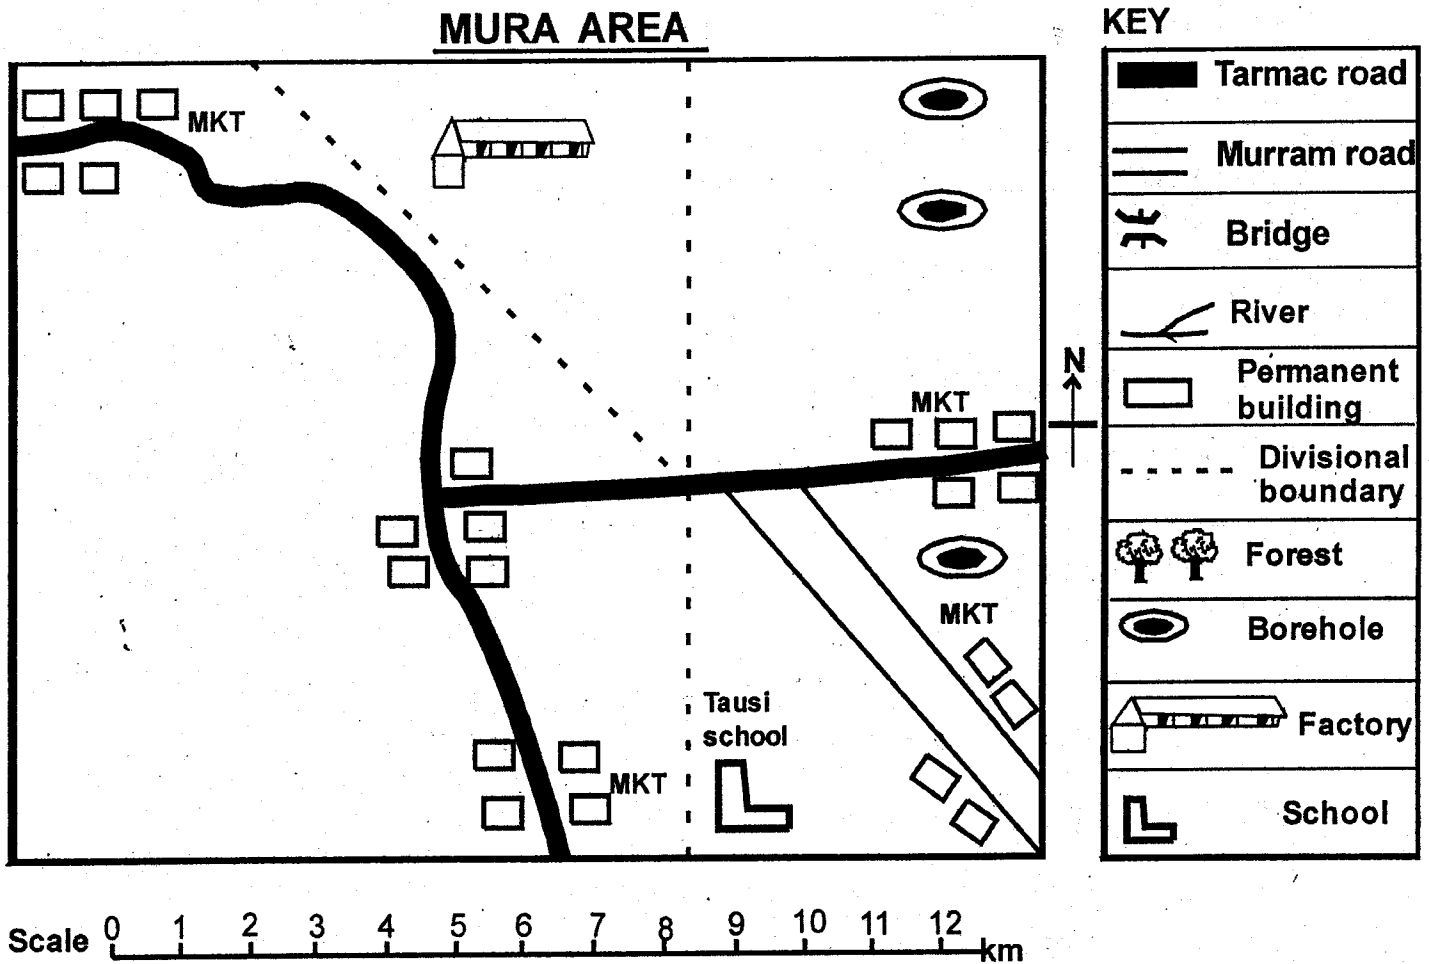 MURA AREA
MKT
MKT
Tausi
school
MKT
MKT
N
KEY
Tarmac road
Murram road
Bridge
River
Permanent
building
Divisional
boundary
Forest
Borehole
Factory
School
Scale 0 1 2 3 4 5 6 7 8 9 10 11 12 km